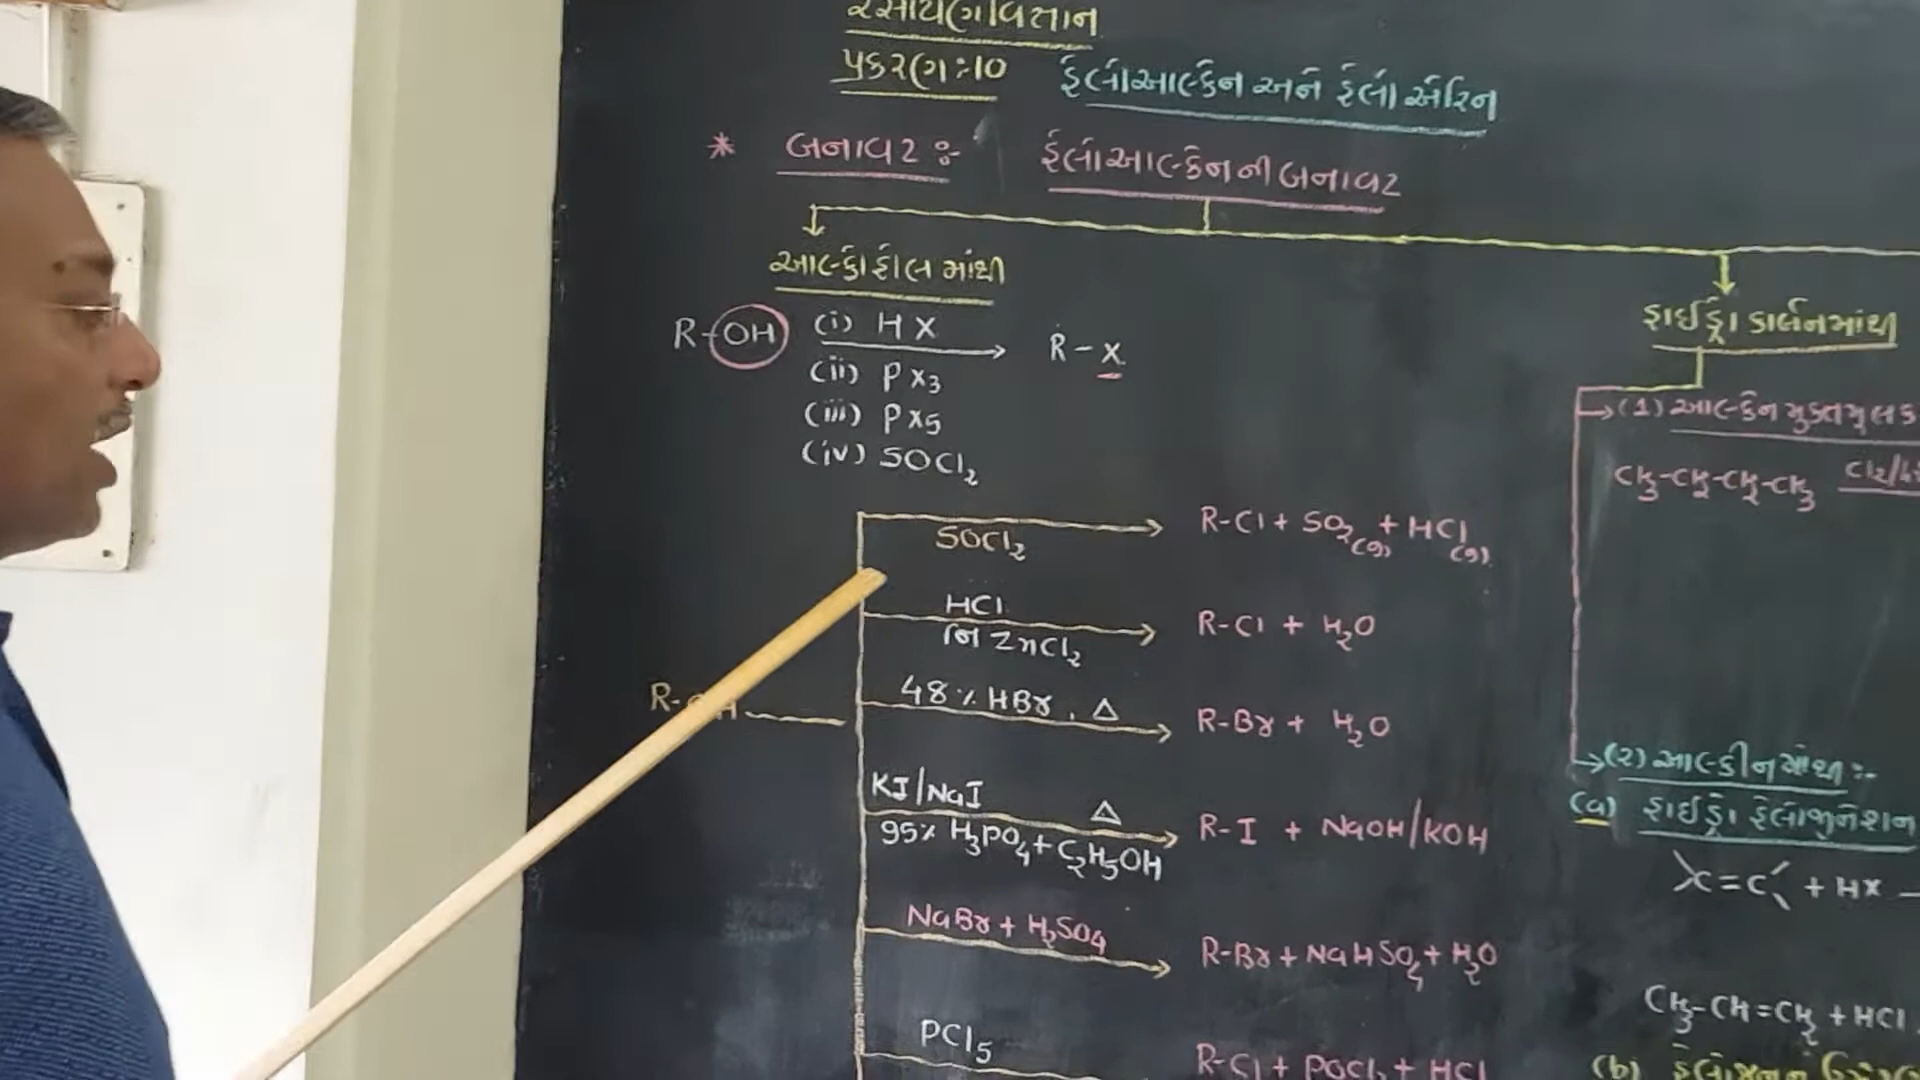 રસાયણવિજ્ઞાન
પ્રકરણ:10 હેલોઆલ્કેન અને હેલો એરિન
* બનાવટ :- હેલોઆલ્કેનની બનાવટ
આલ્કોહોલ માંથી
R-OH (i) HX R-X
(ii) PX3
(iii) PX5
(iv) SOCl2
SOCl2 R-Cl + SO2(g) + HCl(g)
HCl
નિ ZnCl2 R-Cl + H2O
R-
48% HBr, Δ R-Br + H2O
KI/NaI Δ
95% H3PO4 + C2H5OH R-I + NaOH/KOH
NaBr + H2SO4 R-Br + NaHSO4 + H2O
PCl5 R-Cl + POCl3 + HCl
હાઈડ્રોકાર્બનમાંથી
(1) આલ્કેન મુક્તમૂલક
CH3-CH2-CH2-CH3 Cl2/
(2) આલ્કીનમાંથી :-
(a) હાઈડ્રો હેલોજીનેશન
C=C + HX
CH3-CH=CH2 + HCl
(b)